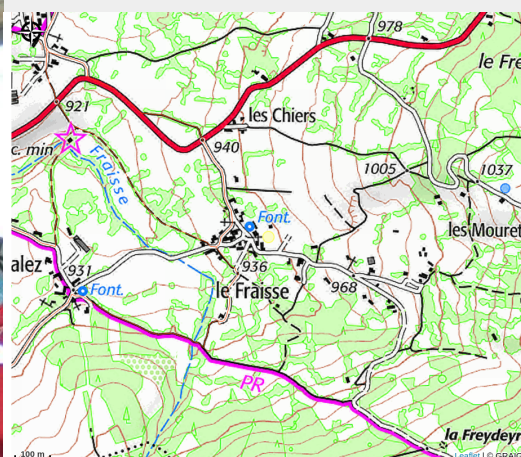 978
le Fre
921
les Chiers
c. min
Fraisse
940
1005
1037
Font.
les Mouret
alez
931
936
Font.
le Fraisse
968
PR
la Freydeyr
100 m
Leaflet | © GRAIG